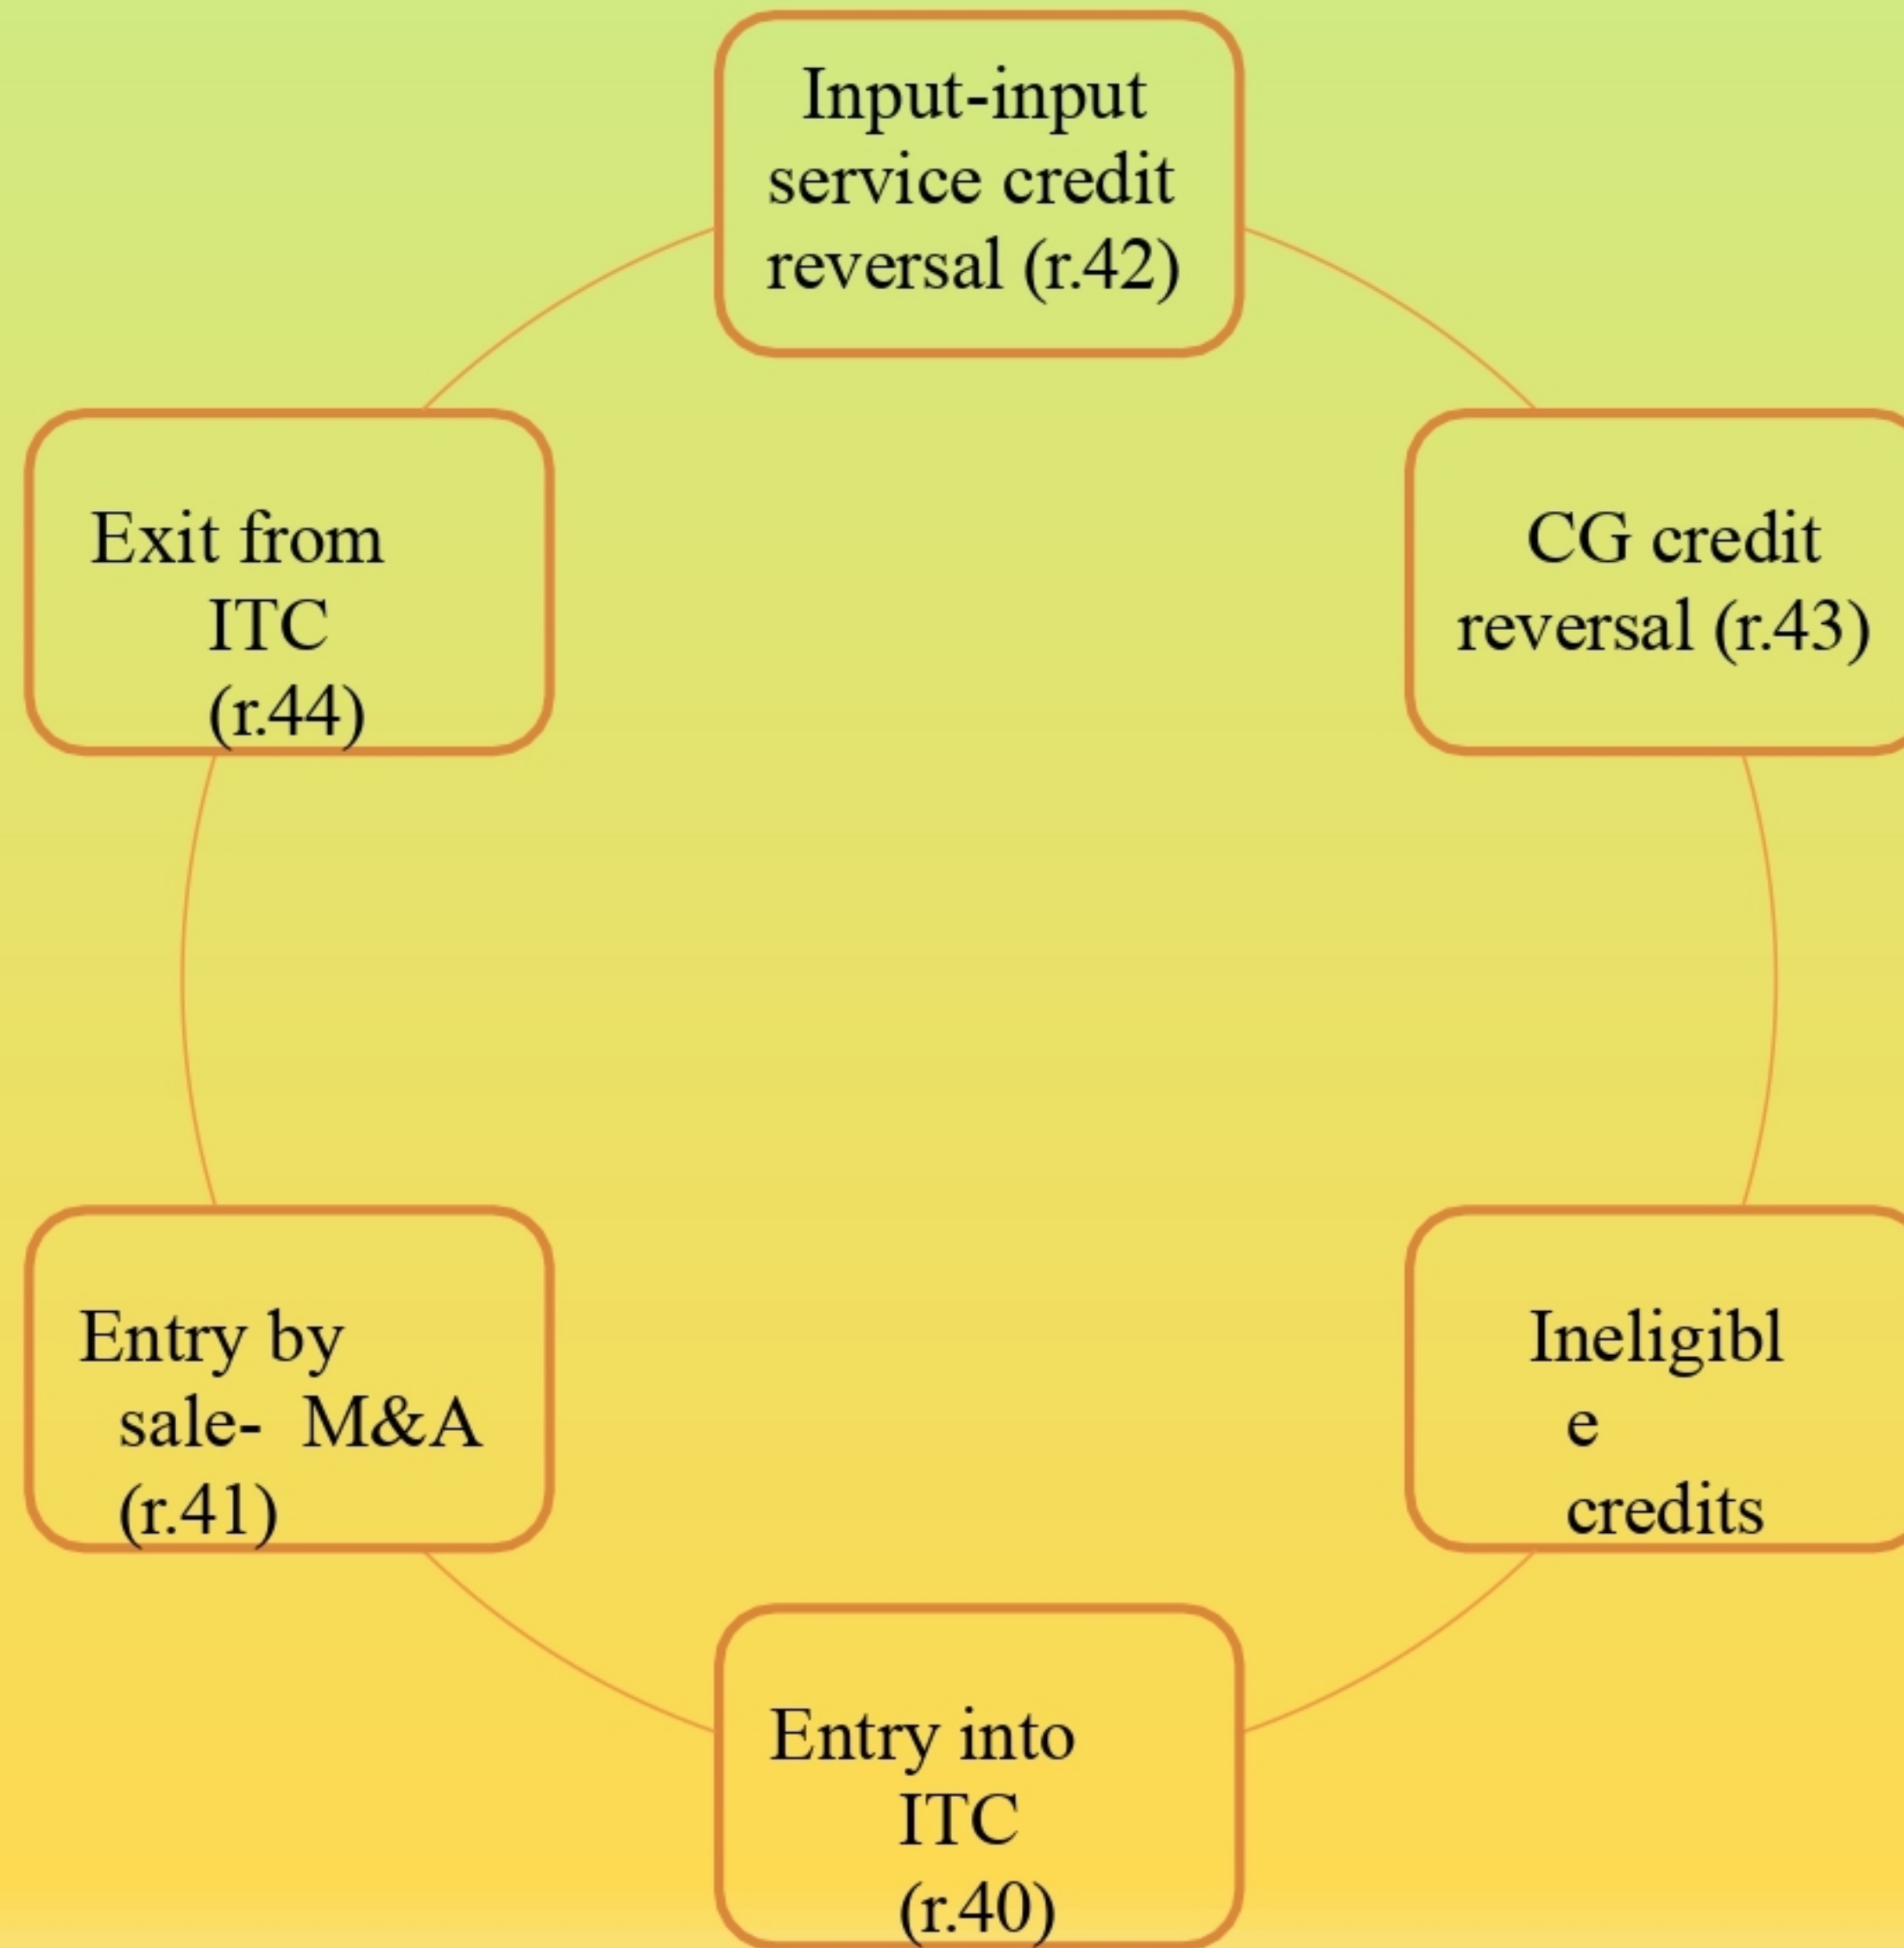 Input-input
service credit
reversal (r.42)
CG credit
reversal (r.43)
Ineligibl
e
credits
Entry into
ITC
(r.40)
Entry by
sale- M&A
(r.41)
Exit from
ITC
(r.44)